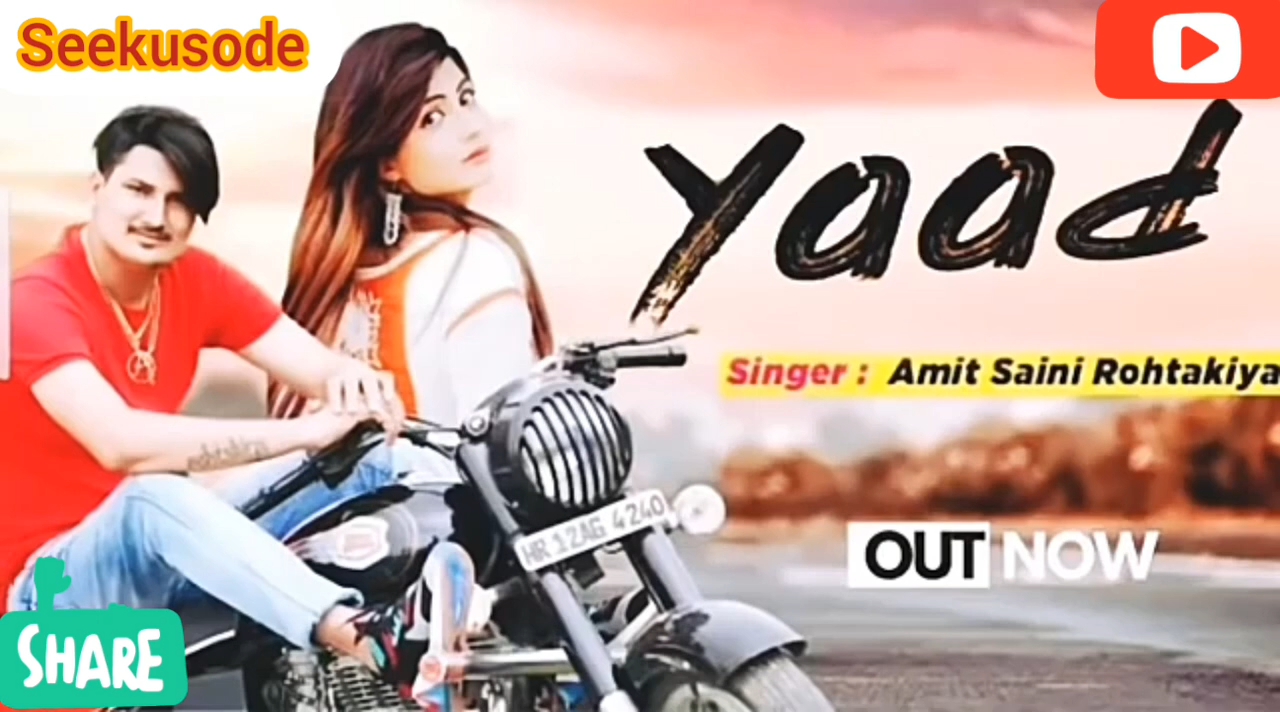 Seekusode
Yaad
Singer : Amit Saini Rohtakiya
HR 12AG 4240
OUT NOW
SHARE